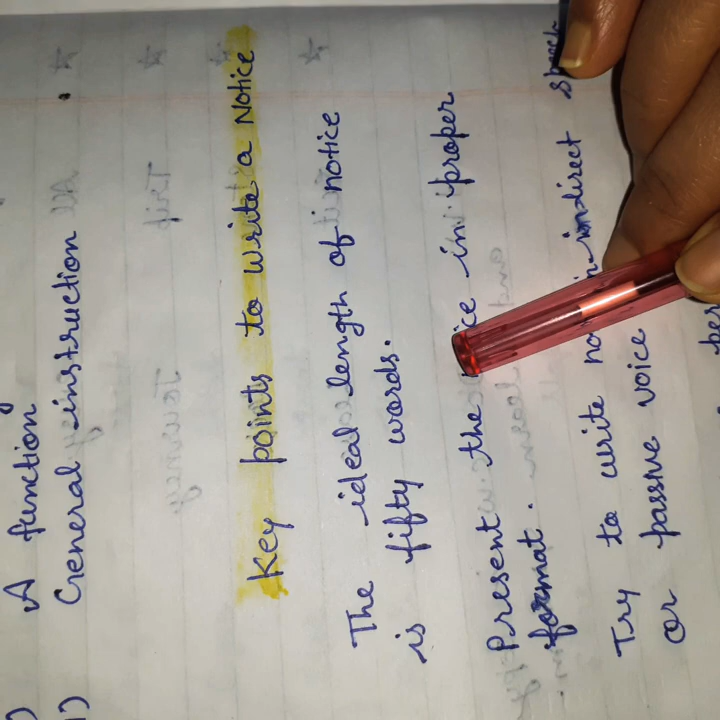 A function
General instruction
Key points to write a Notice
The ideal length of notice
is fifty words.
Present the in proper
format.
Try to write indirect speech
or passive voice